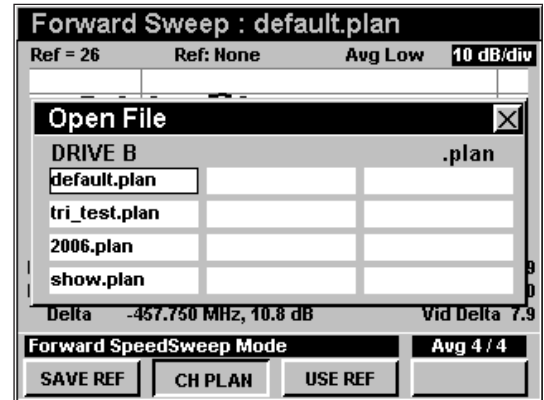 Forward Sweep : default.plan
Ref = 26 Ref: None Avg Low 10 dB/div
Open File
DRIVE B .plan
default.plan
tri_test.plan
2006.plan
show.plan
Delta -457.750 MHz, 10.8 dB Vid Delta 7.9
Forward SpeedSweep Mode Avg 4 / 4
SAVE REF CH PLAN USE REF